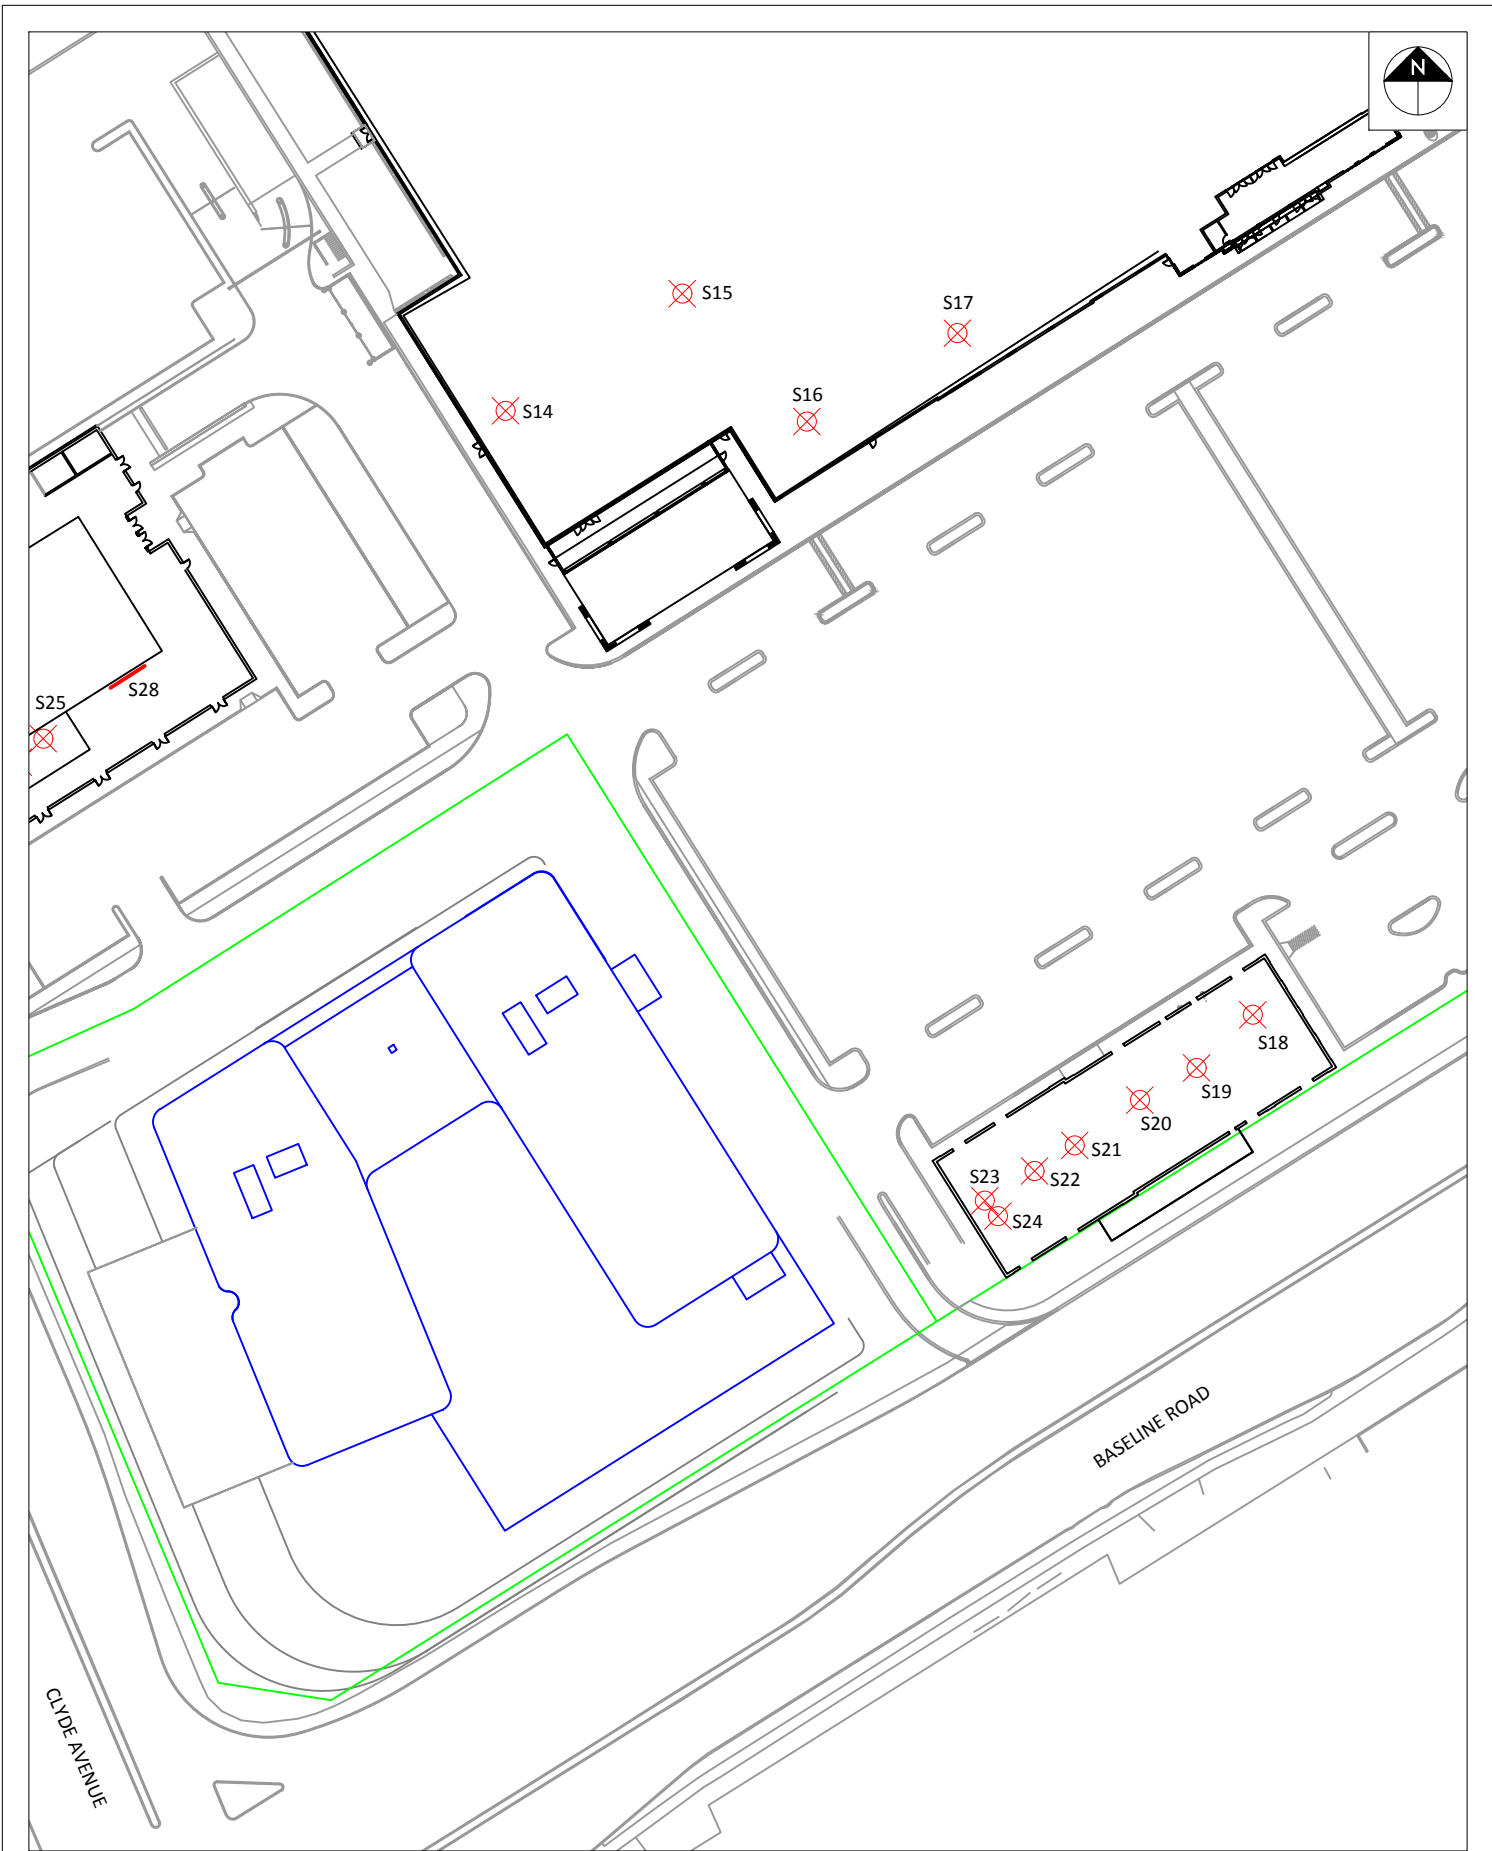 N
S15
S17
S16
S14
S28
S25
S18
S19
S20
S21
S22
S23
S24
BASELINE ROAD
CLYDE AVENUE